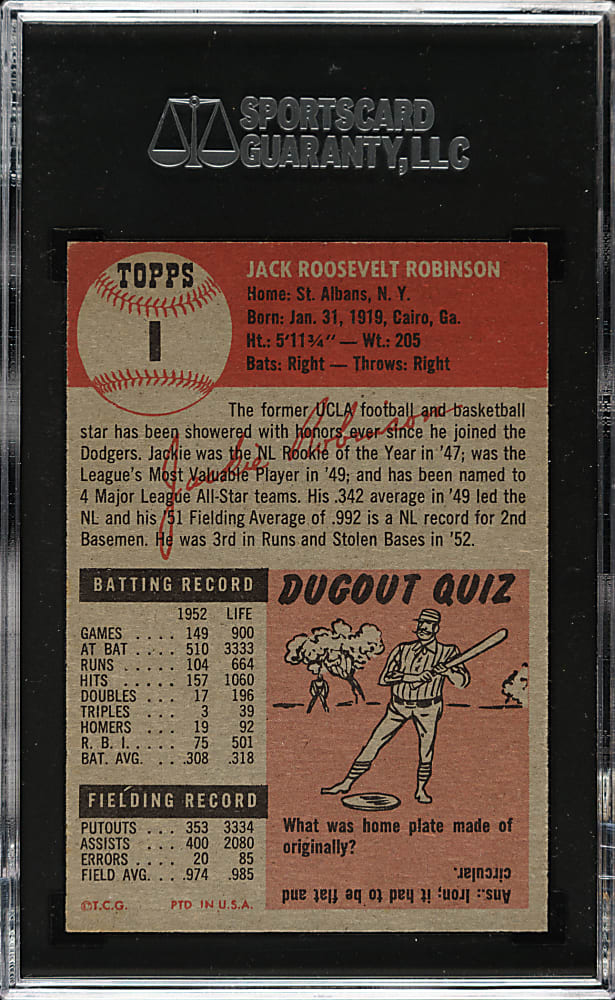 SPORTSCARD
GUARANTY, LLC
TOPPS
1
JACK ROOSEVELT ROBINSON
Home: St. Albans, N. Y.
Born: Jan. 31, 1919, Cairo, Ga.
Ht.: 5'11¾" — Wt.: 205
Bats: Right — Throws: Right
The former UCLA football and basketball
star has been showered with honors ever since he joined the
Dodgers. Jackie was the NL Rookie of the Year in '47; was the
League's Most Valuable Player in '49; and has been named to
4 Major League All-Star teams. His .342 average in '49 led the
NL and his '51 Fielding Average of .992 is a NL record for 2nd
Basemen. He was 3rd in Runs and Stolen Bases in '52.
Jackie Robinson
BATTING RECORD
1952 LIFE
GAMES . . . . 149 900
AT BAT . . . . 510 3333
RUNS . . . . . 104 664
HITS . . . . . 157 1060
DOUBLES . . . 17 196
TRIPLES . . . 3 39
HOMERS . . . 19 92
R. B. I. . . . . . 75 501
BAT. AVG. . . . .308 .318
FIELDING RECORD
PUTOUTS . . . 353 3334
ASSISTS . . . 400 2080
ERRORS . . . . 20 85
FIELD AVG. . . .974 .985
©T.C.G. PTD IN U.S.A.
DUGOUT QUIZ
What was home plate made of
originally?
Ans.: Iron; it had to be flat and
circular.